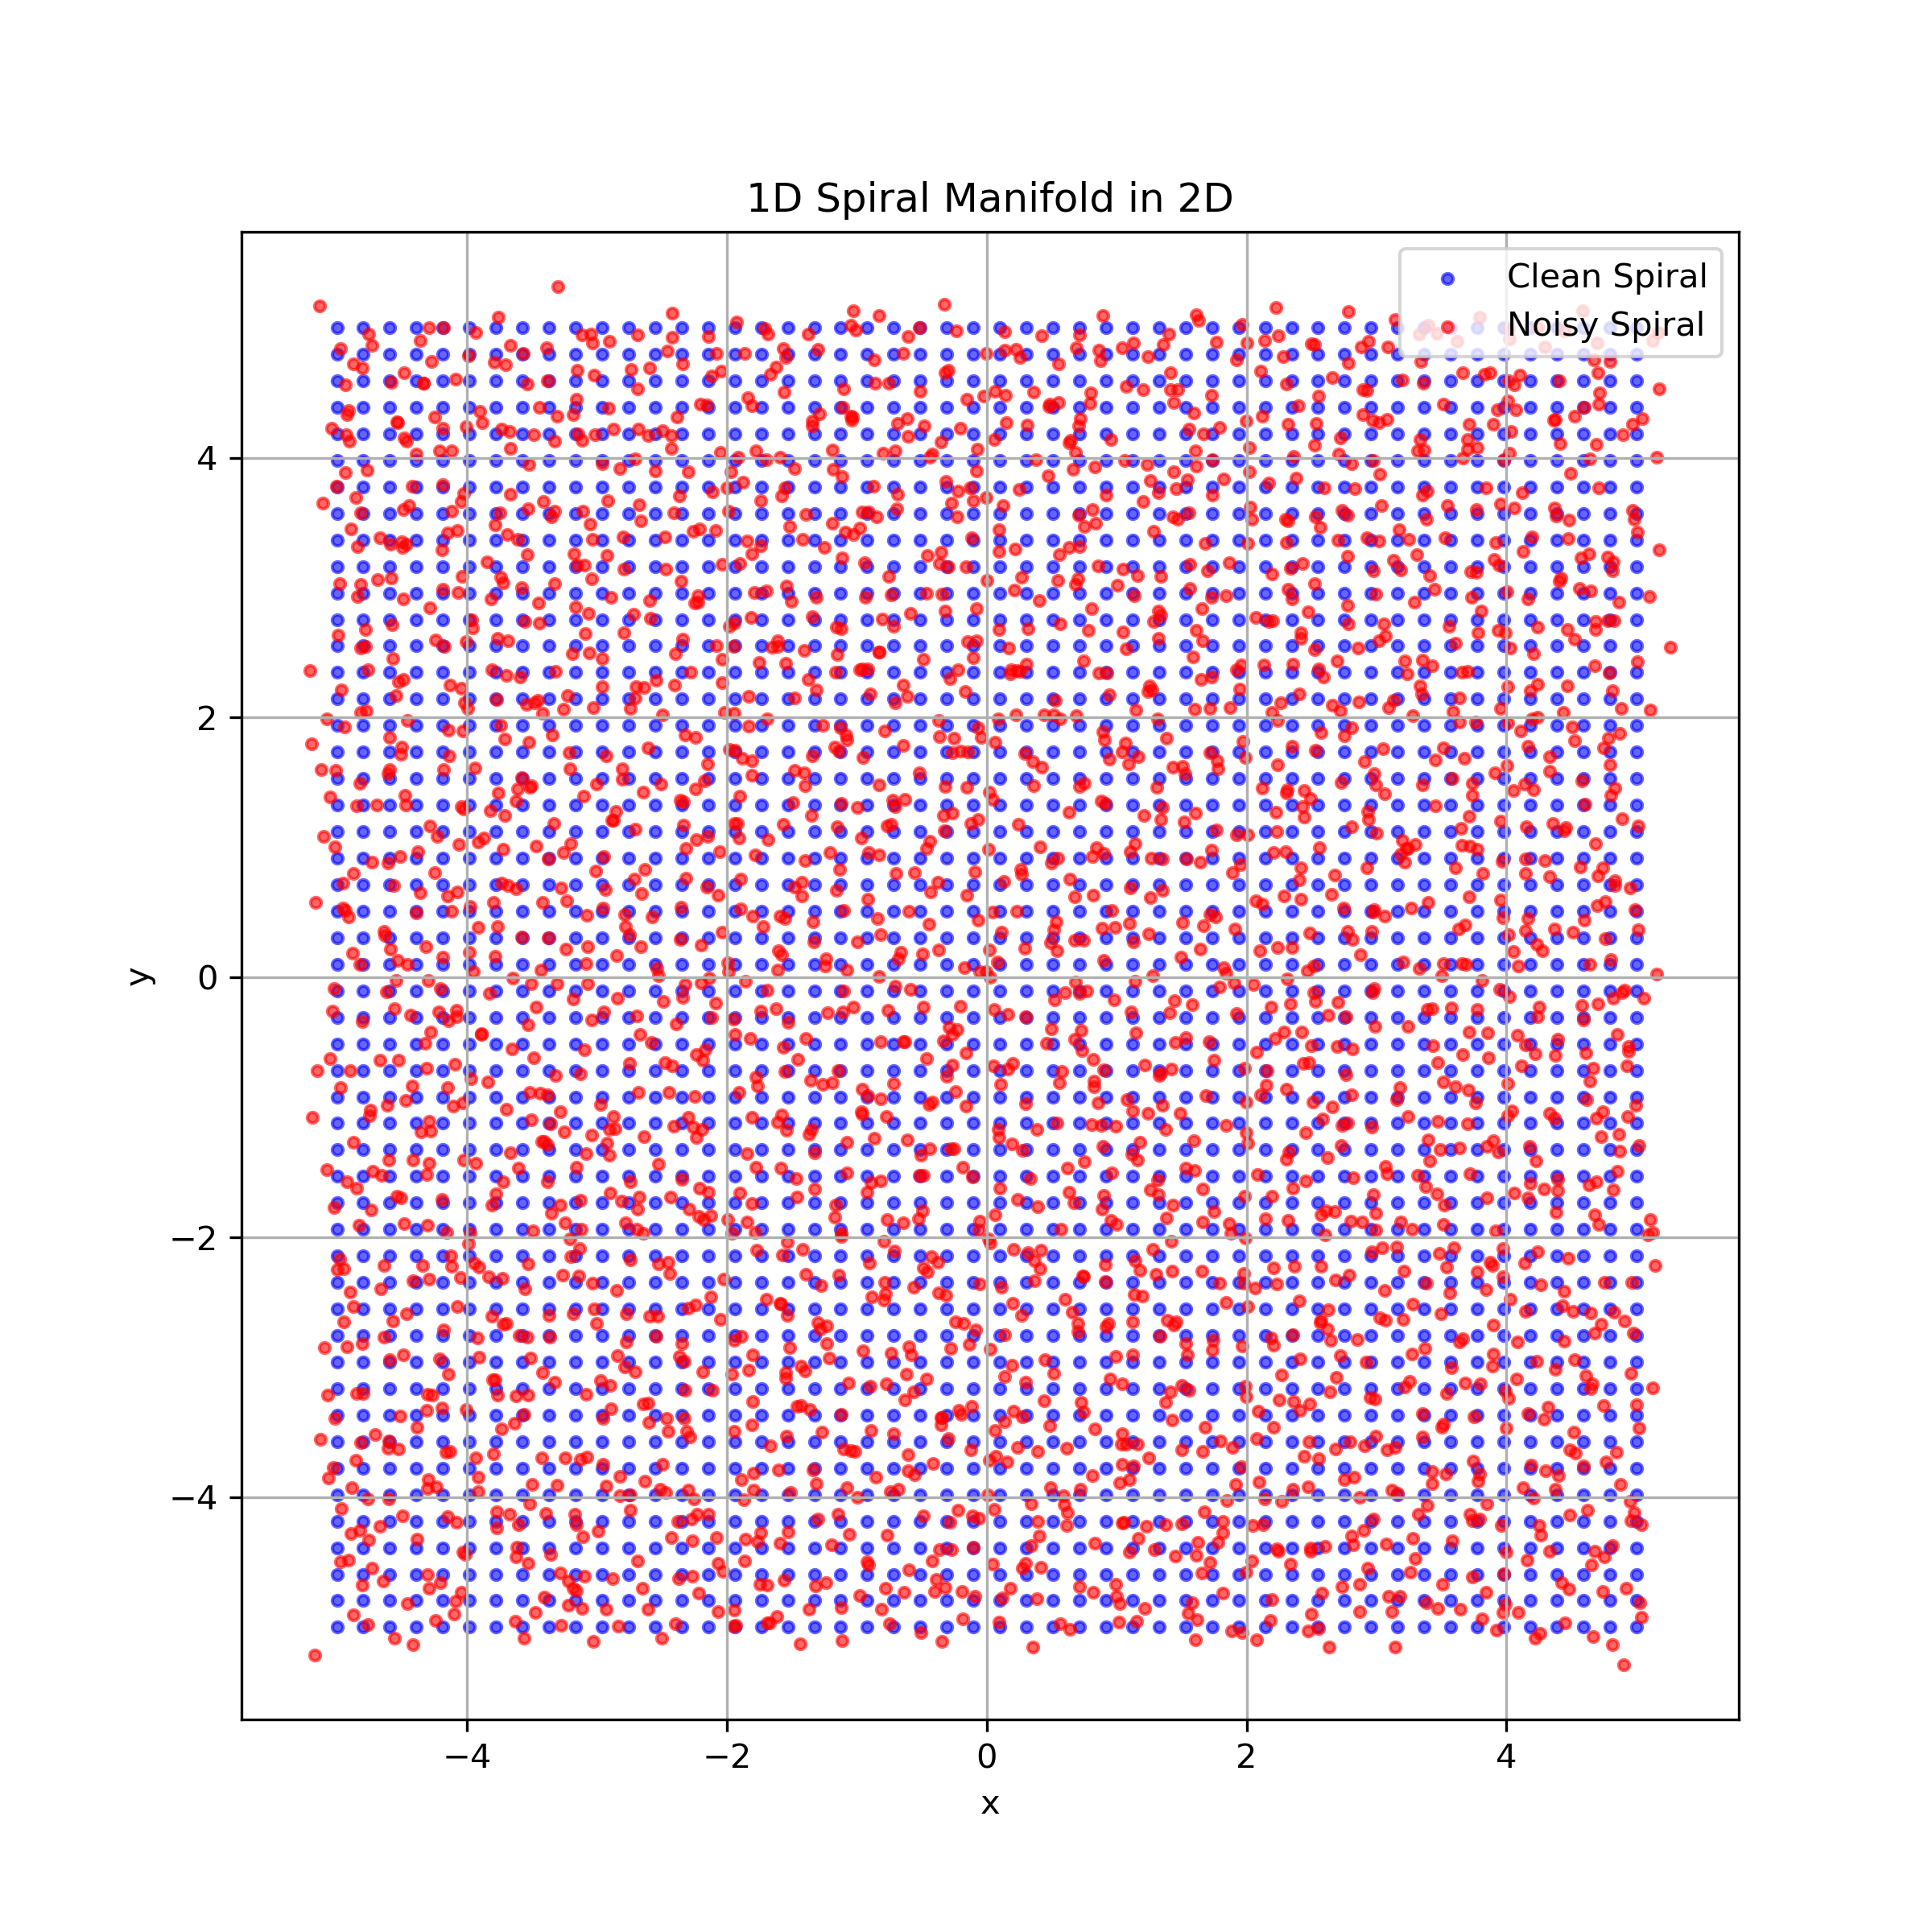 1D Spiral Manifold in 2D
Clean Spiral
Noisy Spiral
4
2
0
−2
−4
y
−4 −2 0 2 4
x